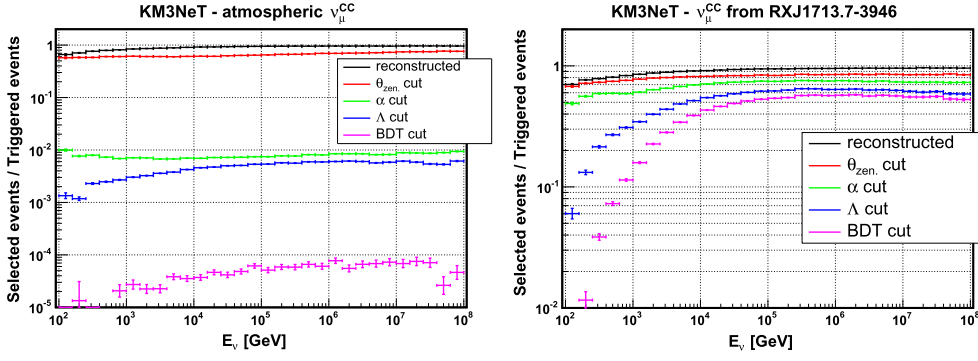 KM3NeT - atmospheric ν_μ^CC
Selected events / Triggered events
1
10^-1
10^-2
10^-3
10^-4
10^-5
reconstructed
θ_zen. cut
α cut
Λ cut
BDT cut
10^2 10^3 10^4 10^5 10^6 10^7 10^8
E_ν [GeV]
KM3NeT - ν_μ^CC from RXJ1713.7-3946
Selected events / Triggered events
1
10^-1
10^-2
reconstructed
θ_zen. cut
α cut
Λ cut
BDT cut
10^2 10^3 10^4 10^5 10^6 10^7 10^8
E_ν [GeV]